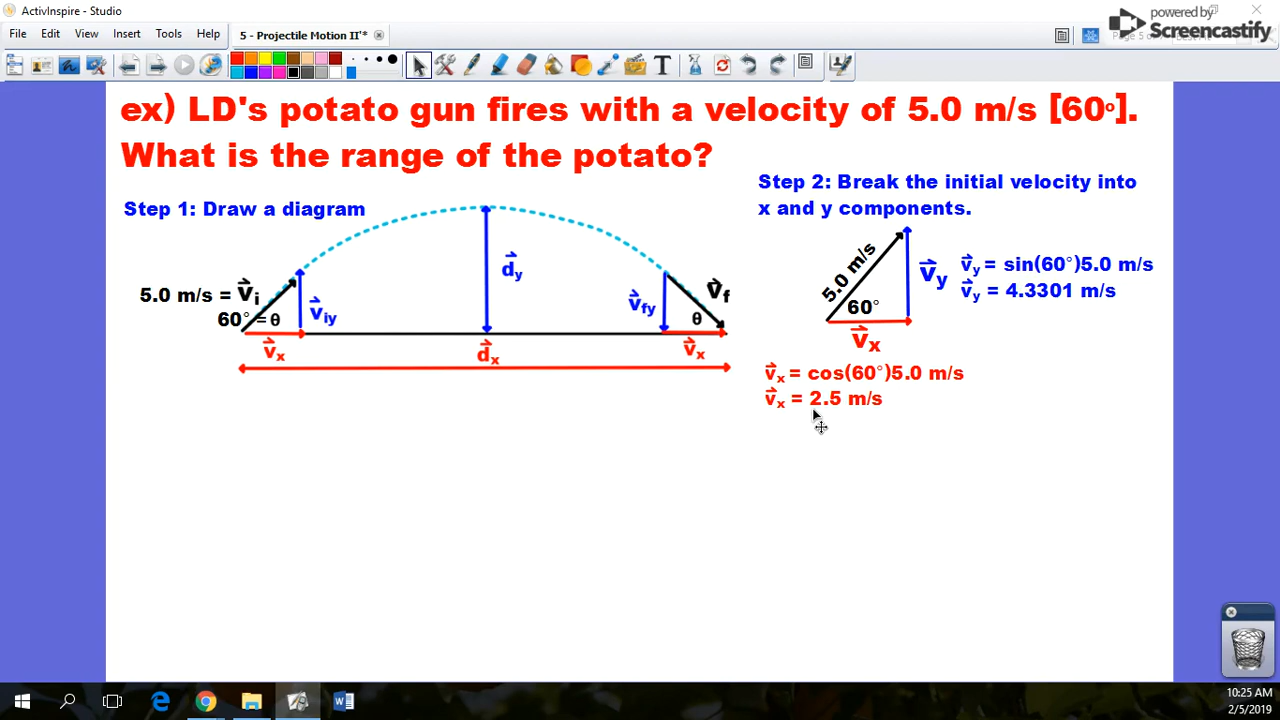 ActivInspire - Studio
powered by
Screencastify
File Edit View Insert Tools Help
5 - Projectile Motion II'*
ex) LD's potato gun fires with a velocity of 5.0 m/s [60°].
What is the range of the potato?
Step 1: Draw a diagram
5.0 m/s = v⃗i
60° = θ
v⃗iy
v⃗x
d⃗y
d⃗x
v⃗fy
v⃗f
θ
v⃗x
Step 2: Break the initial velocity into
x and y components.
5.0 m/s
60°
v⃗y
v⃗x
v⃗y = sin(60°)5.0 m/s
v⃗y = 4.3301 m/s
v⃗x = cos(60°)5.0 m/s
v⃗x = 2.5 m/s
10:25 AM
2/5/2019